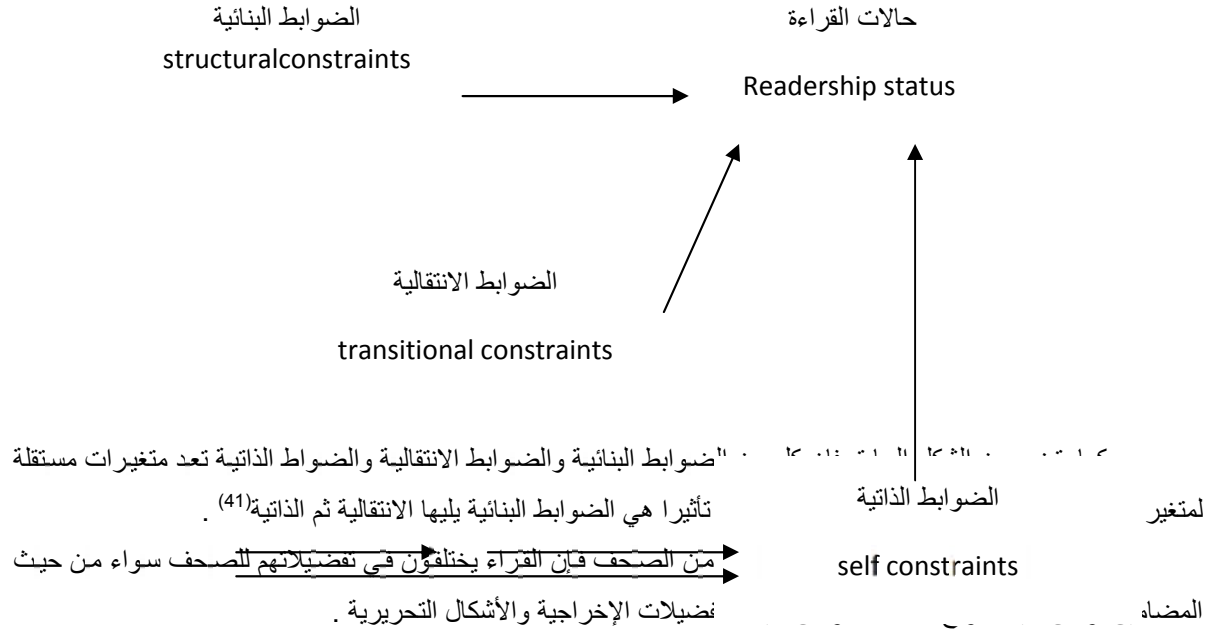 الضوابط البنائية
structuralconstraints
حالات القراءة
Readership status
الضوابط الانتقالية
transitional constraints
الضوابط البنائية والضوابط الانتقالية والضواط الذاتية تعد متغيرات مستقلة
لمتغير تأثيرا هي الضوابط البنائية يليها الانتقالية ثم الذاتية(41) .
الضوابط الذاتية
self constraints
من الصحف فإن القراء يختلفون في تفضيلاتهم للصحف سواء من حيث
الإخراجية والأشكال التحريرية .